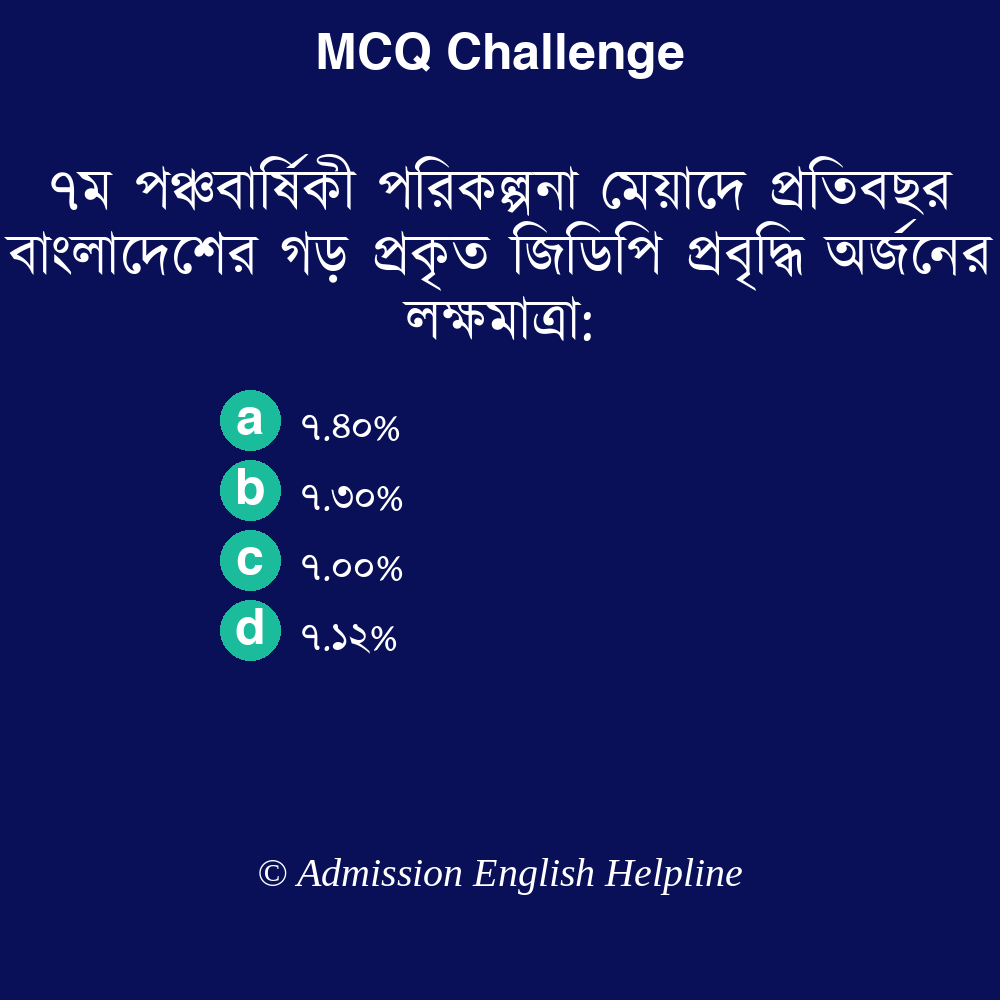 MCQ Challenge
৭ম পঞ্চবার্ষিকী পরিকল্পনা মেয়াদে প্রতিবছর
বাংলাদেশের গড় প্রকৃত জিডিপি প্রবৃদ্ধি অর্জনের
লক্ষমাত্রা:
a ৭.৪০%
b ৭.৩০%
c ৭.০০%
d ৭.১২%
© Admission English Helpline